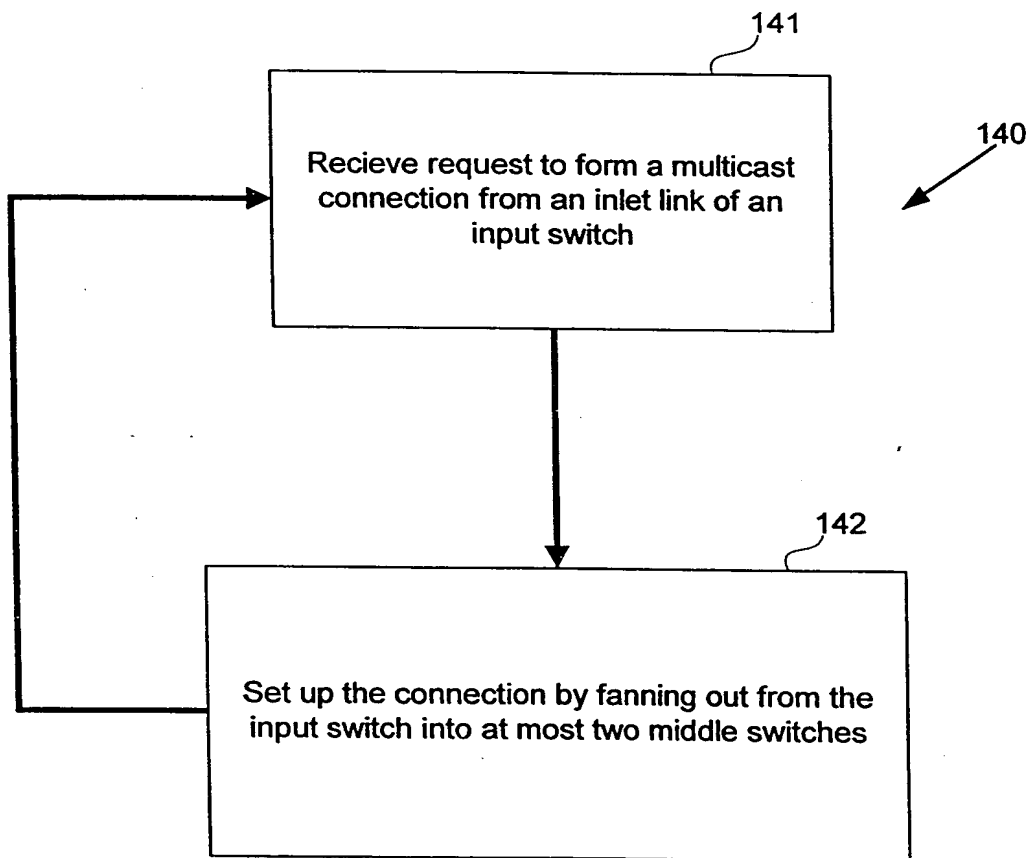 141
140
Recieve request to form a multicast
connection from an inlet link of an
input switch
142
Set up the connection by fanning out from the
input switch into at most two middle switches